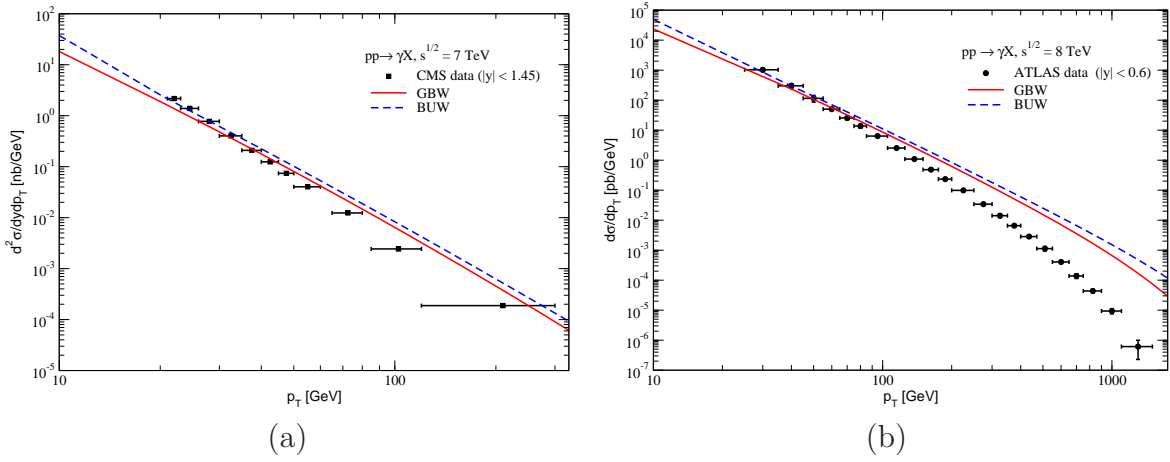 pp→γX, s^{1/2} = 7 TeV
CMS data (|y| < 1.45)
GBW
BUW
10^2
10^1
10^0
10^-1
10^-2
10^-3
10^-4
10^-5
d^2σ/dydp_T [nb/GeV]
10
100
p_T [GeV]
(a)
pp→γX, s^{1/2} = 8 TeV
ATLAS data (|y| < 0.6)
GBW
BUW
10^5
10^4
10^3
10^2
10^1
10^0
10^-1
10^-2
10^-3
10^-4
10^-5
10^-6
10^-7
dσ/dp_T [pb/GeV]
10
100
1000
p_T [GeV]
(b)